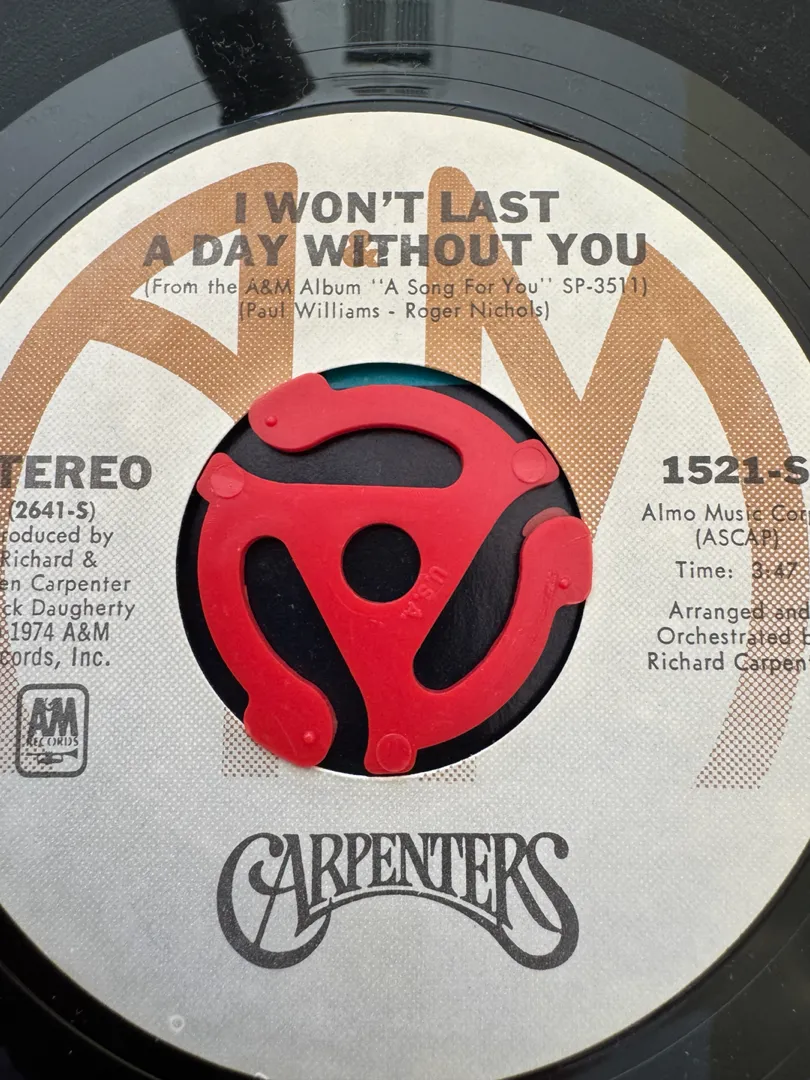 I WON'T LAST
A DAY WITHOUT YOU
(From the A&M Album "A Song For You" SP-3511)
(Paul Williams - Roger Nichols)
TEREO
(2641-S)
roduced by
Richard &
en Carpenter
ck Daugherty
1974 A&M
cords, Inc.
A&M
RECORDS
1521-S
Almo Music Cor
(ASCAP)
Time: 3:47
Arranged and
Orchestrated
Richard Carpen
U.S.A.
CARPENTERS